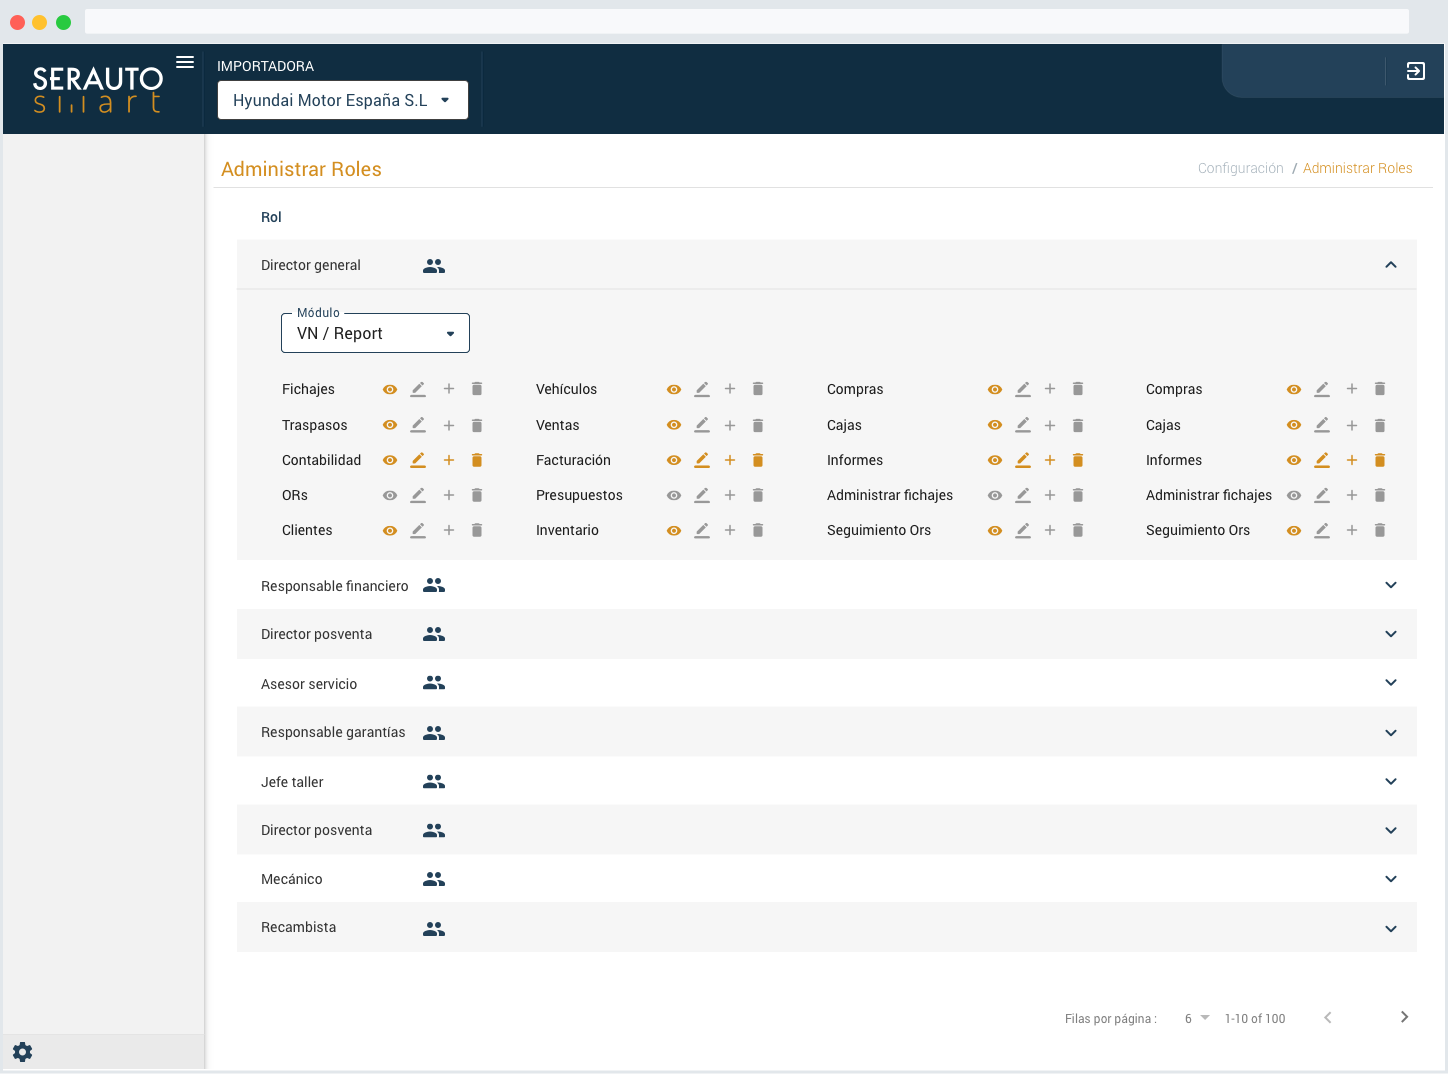 SERAUTO
smart
IMPORTADORA
Hyundai Motor España S.L
Administrar Roles
Configuración / Administrar Roles
Rol
Director general
Módulo
VN / Report
Fichajes Vehículos Compras Compras
Traspasos Ventas Cajas Cajas
Contabilidad Facturación Informes Informes
ORs Presupuestos Administrar fichajes Administrar fichajes
Clientes Inventario Seguimiento Ors Seguimiento Ors
Responsable financiero
Director posventa
Asesor servicio
Responsable garantías
Jefe taller
Director posventa
Mecánico
Recambista
Filas por página : 6 1-10 of 100